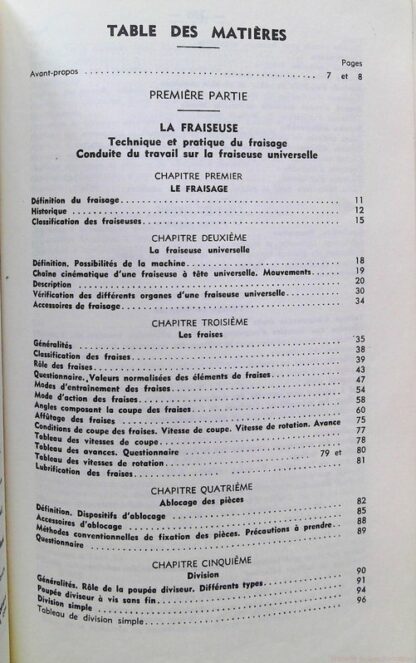 TABLE DES MATIÈRES
Pages
Avant-propos 7 et 8
PREMIÈRE PARTIE
LA FRAISEUSE
Technique et pratique du fraisage
Conduite du travail sur la fraiseuse universelle
CHAPITRE PREMIER
LE FRAISAGE
Définition du fraisage 11
Historique 12
Classification des fraiseuses 15
CHAPITRE DEUXIÈME
La fraiseuse universelle
Définition. Possibilités de la machine 18
Chaîne cinématique d'une fraiseuse à tête universelle. Mouvements 19
Description 20
Vérification des différents organes d'une fraiseuse universelle 30
Accessoires de fraisage 34
CHAPITRE TROISIÈME
Les fraises
Généralités 35
Classification des fraises 38
Rôle des fraises 39
Questionnaire. Valeurs normalisées des éléments de fraises 43
Modes d'entraînement des fraises 47
Mode d'action des fraises 54
Angles composant la coupe des fraises 58
Affûtage des fraises 60
Conditions de coupe des fraises. Vitesse de coupe. Vitesse de rotation. Avance 75
Tableau des vitesses de coupe 77
Tableau des avances. Questionnaire 78
Tableau des vitesses de rotation 79 et 80
Lubrification des fraises 81
CHAPITRE QUATRIÈME
Ablocage des pièces
Définition. Dispositifs d'ablocage 82
Accessoires d'ablocage 85
Méthodes conventionnelles de fixation des pièces. Précautions à prendre 88
Questionnaire 89
CHAPITRE CINQUIÈME
Division
Généralités. Rôle de la poupée diviseur. Différents types 90
Poupée diviseur à vis sans fin 91
Division simple 94
Tableau de division simple 96